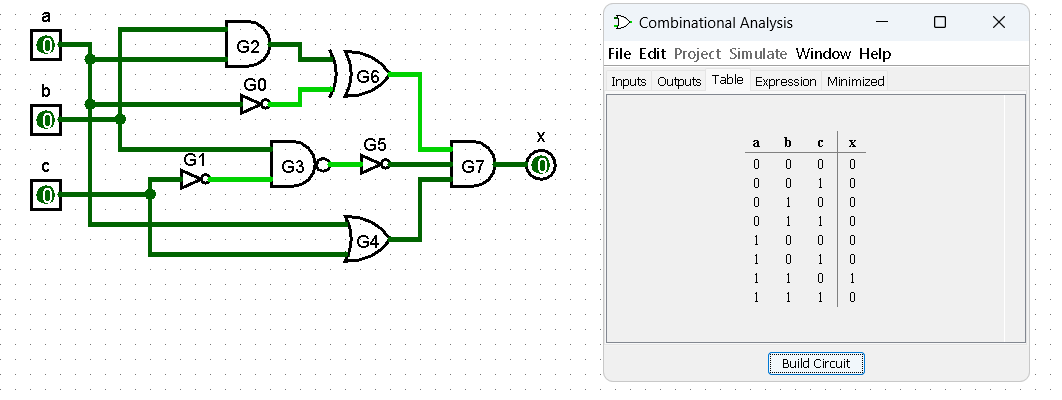 a
0
b
0
c
0
G2
G0
G6
G1
G3
G5
G4
G7
x
0
Combinational Analysis
File Edit Project Simulate Window Help
Inputs Outputs Table Expression Minimized
a b c x
0 0 0 0
0 0 1 0
0 1 0 0
0 1 1 0
1 0 0 0
1 0 1 0
1 1 0 1
1 1 1 0
Build Circuit